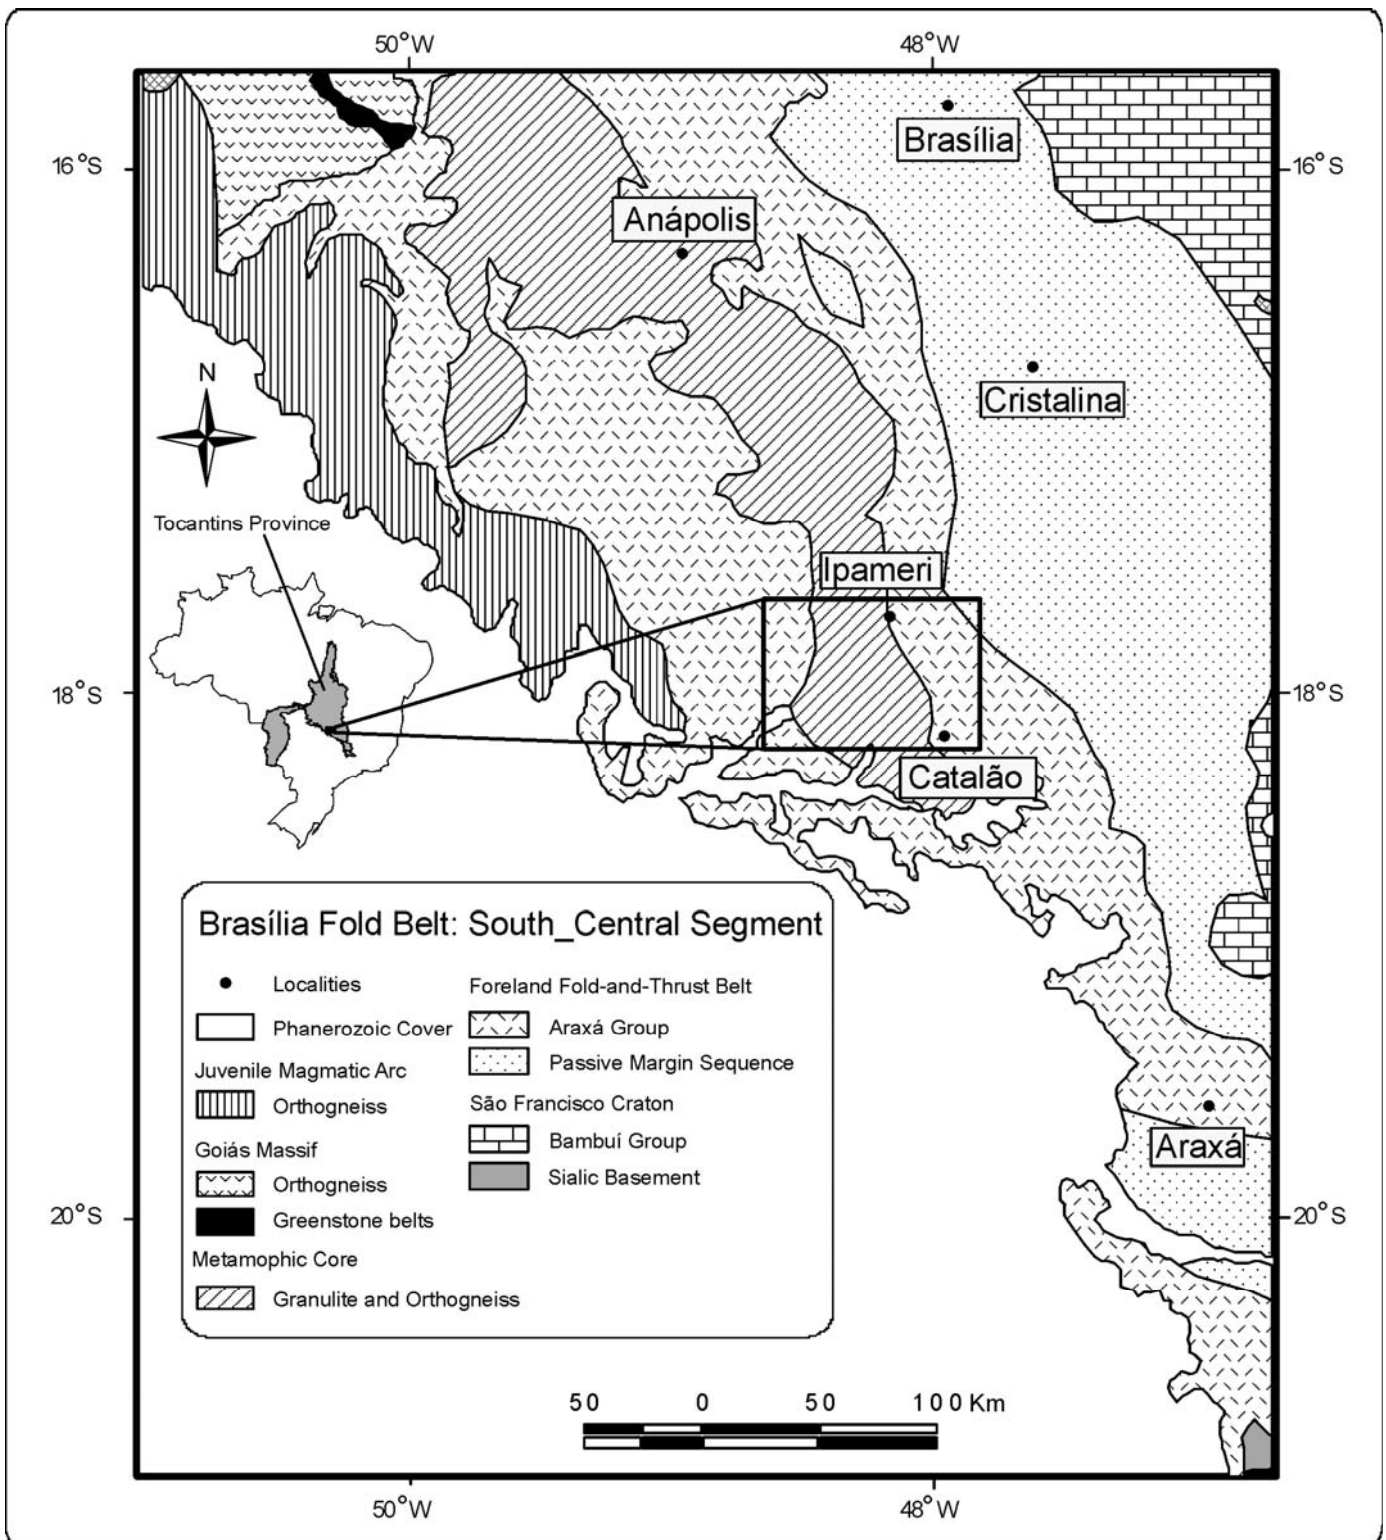 50°W 48°W
Brasília
16°S 16°S
Anápolis
N
Cristalina
Tocantins Province
Ipameri
18°S 18°S
Catalão
Brasília Fold Belt: South_Central Segment
Localities
Phanerozoic Cover
Juvenile Magmatic Arc
Orthogneiss
Goiás Massif
Orthogneiss
Greenstone belts
Metamophic Core
Granulite and Orthogneiss
Foreland Fold-and-Thrust Belt
Araxá Group
Passive Margin Sequence
São Francisco Craton
Bambuí Group
Sialic Basement
Araxá
20°S 20°S
50 0 50 100 Km
50°W 48°W